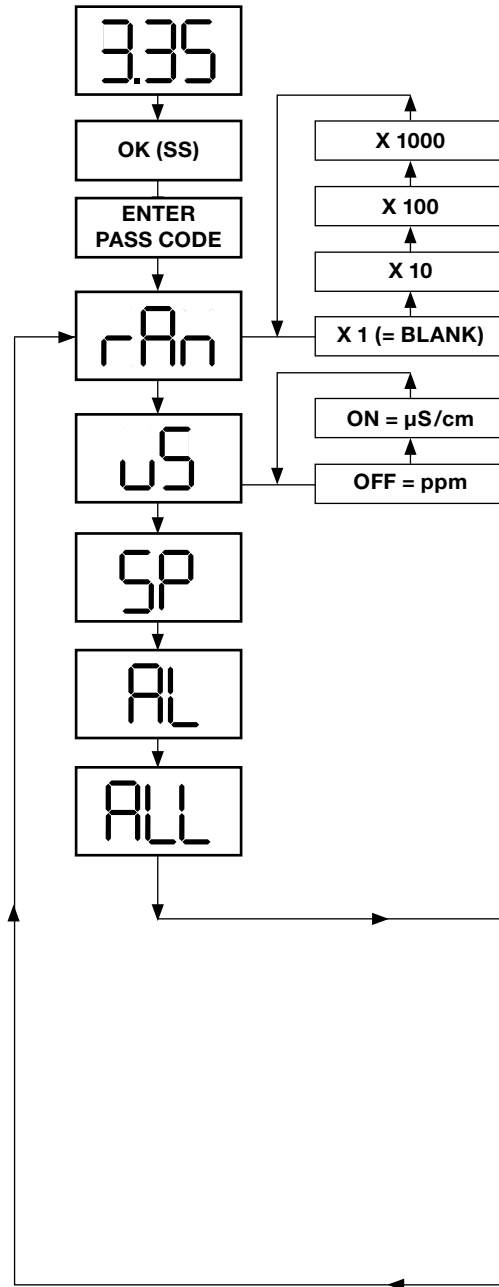 3.35
OK (SS)
ENTER
PASS CODE
rAn
uS
SP
AL
ALL
X 1000
X 100
X 10
X 1 (= BLANK)
ON = µS/cm
OFF = ppm